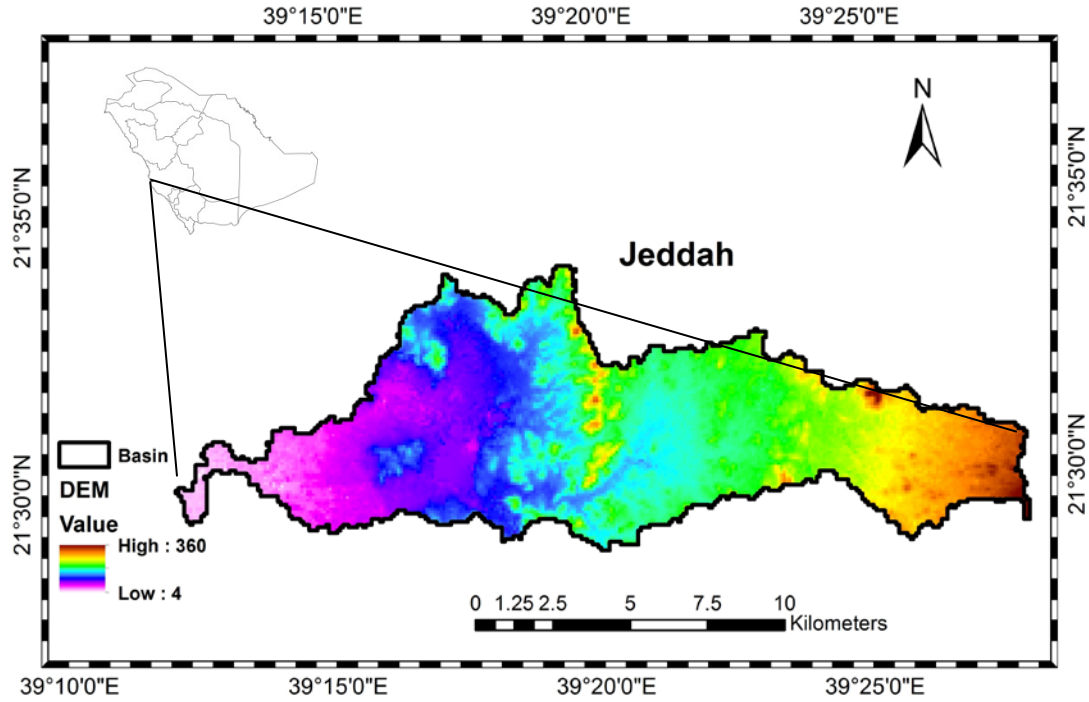 39°15'0"E 39°20'0"E 39°25'0"E
N
21°35'0"N 21°35'0"N
Jeddah
Basin
21°30'0"N 21°30'0"N
DEM
Value
High : 360
Low : 4
0 1.25 2.5 5 7.5 10
Kilometers
39°10'0"E 39°15'0"E 39°20'0"E 39°25'0"E